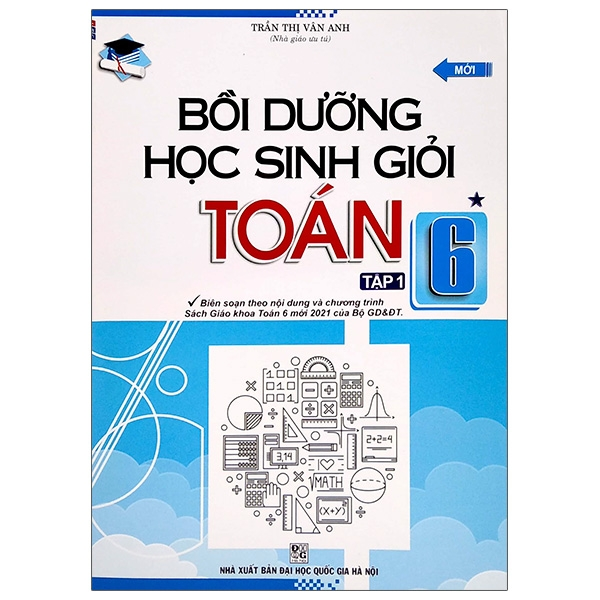 TRẦN THỊ VÂN ANH
(Nhà giáo ưu tú)
MỚI
BỒI DƯỠNG
HỌC SINH GIỎI
TOÁN 6
TẬP 1
✓ Biên soạn theo nội dung và chương trình
Sách Giáo khoa Toán 6 mới 2021 của Bộ GD&ĐT.
2+2=4
3,14
I ♡
√MATH
(X+Y)
NHÀ XUẤT BẢN ĐẠI HỌC QUỐC GIA HÀ NỘI